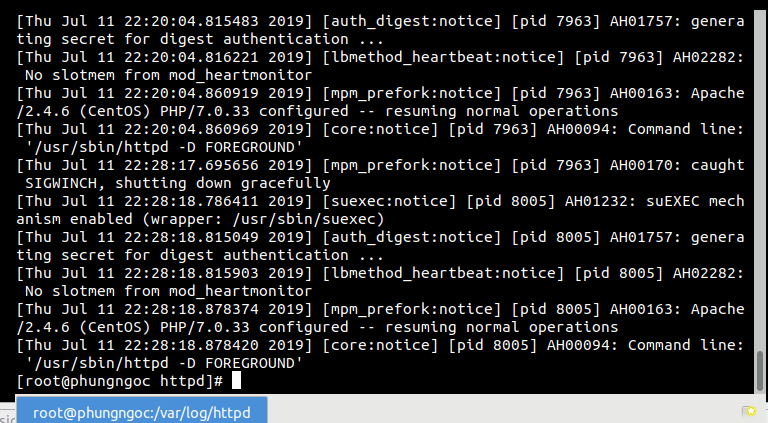 [Thu Jul 11 22:20:04.815483 2019] [auth_digest:notice] [pid 7963] AH01757: genera
ting secret for digest authentication ...
[Thu Jul 11 22:20:04.816221 2019] [lbmethod_heartbeat:notice] [pid 7963] AH02282:
 No slotmem from mod_heartmonitor
[Thu Jul 11 22:20:04.860919 2019] [mpm_prefork:notice] [pid 7963] AH00163: Apache
/2.4.6 (CentOS) PHP/7.0.33 configured -- resuming normal operations
[Thu Jul 11 22:20:04.860969 2019] [core:notice] [pid 7963] AH00094: Command line:
 '/usr/sbin/httpd -D FOREGROUND'
[Thu Jul 11 22:28:17.695656 2019] [mpm_prefork:notice] [pid 7963] AH00170: caught
 SIGWINCH, shutting down gracefully
[Thu Jul 11 22:28:18.786411 2019] [suexec:notice] [pid 8005] AH01232: suEXEC mech
anism enabled (wrapper: /usr/sbin/suexec)
[Thu Jul 11 22:28:18.815049 2019] [auth_digest:notice] [pid 8005] AH01757: genera
ting secret for digest authentication ...
[Thu Jul 11 22:28:18.815903 2019] [lbmethod_heartbeat:notice] [pid 8005] AH02282:
 No slotmem from mod_heartmonitor
[Thu Jul 11 22:28:18.878374 2019] [mpm_prefork:notice] [pid 8005] AH00163: Apache
/2.4.6 (CentOS) PHP/7.0.33 configured -- resuming normal operations
[Thu Jul 11 22:28:18.878420 2019] [core:notice] [pid 8005] AH00094: Command line:
 '/usr/sbin/httpd -D FOREGROUND'
[root@phungngoc httpd]#
root@phungngoc:/var/log/httpd